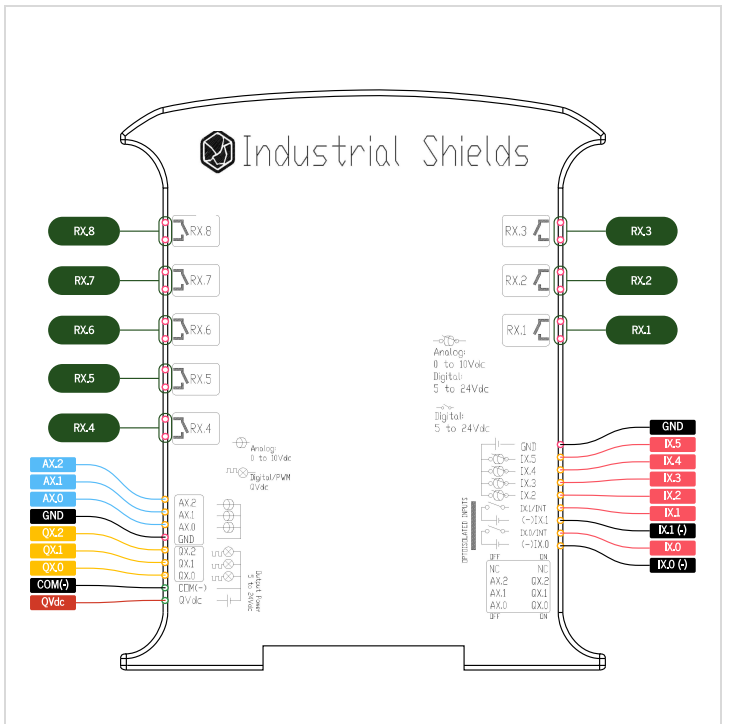 Industrial Shields
RX.8
RX.8
RX.7
RX.7
RX.6
RX.6
RX.5
RX.5
RX.4
RX.4
RX.3
RX.3
RX.2
RX.2
RX.1
RX.1
Analog:
0 to 10Vdc
Digital:
5 to 24Vdc
Digital:
5 to 24Vdc
Analog:
0 to 10Vdc
Digital/PWM
QVdc
AX.2
AX.1
AX.0
GND
QX.2
QX.1
QX.0
COM(-)
QVdc
AX.2
AX.1
AX.0
GND
QX.2
QX.1
QX.0
COM(-)
QVdc
Output Power
5 to 24Vdc
GND
IX.5
IX.4
IX.3
IX.2
IX.1/INT
(-)IX.1
IX.0/INT
(-)IX.0
OPTOISOLATED INPUTS
GND
IX.5
IX.4
IX.3
IX.2
IX.1
IX.1 (-)
IX.0
IX.0 (-)
OFF ON
NC NC
AX.2 QX.2
AX.1 QX.1
AX.0 QX.0
OFF ON